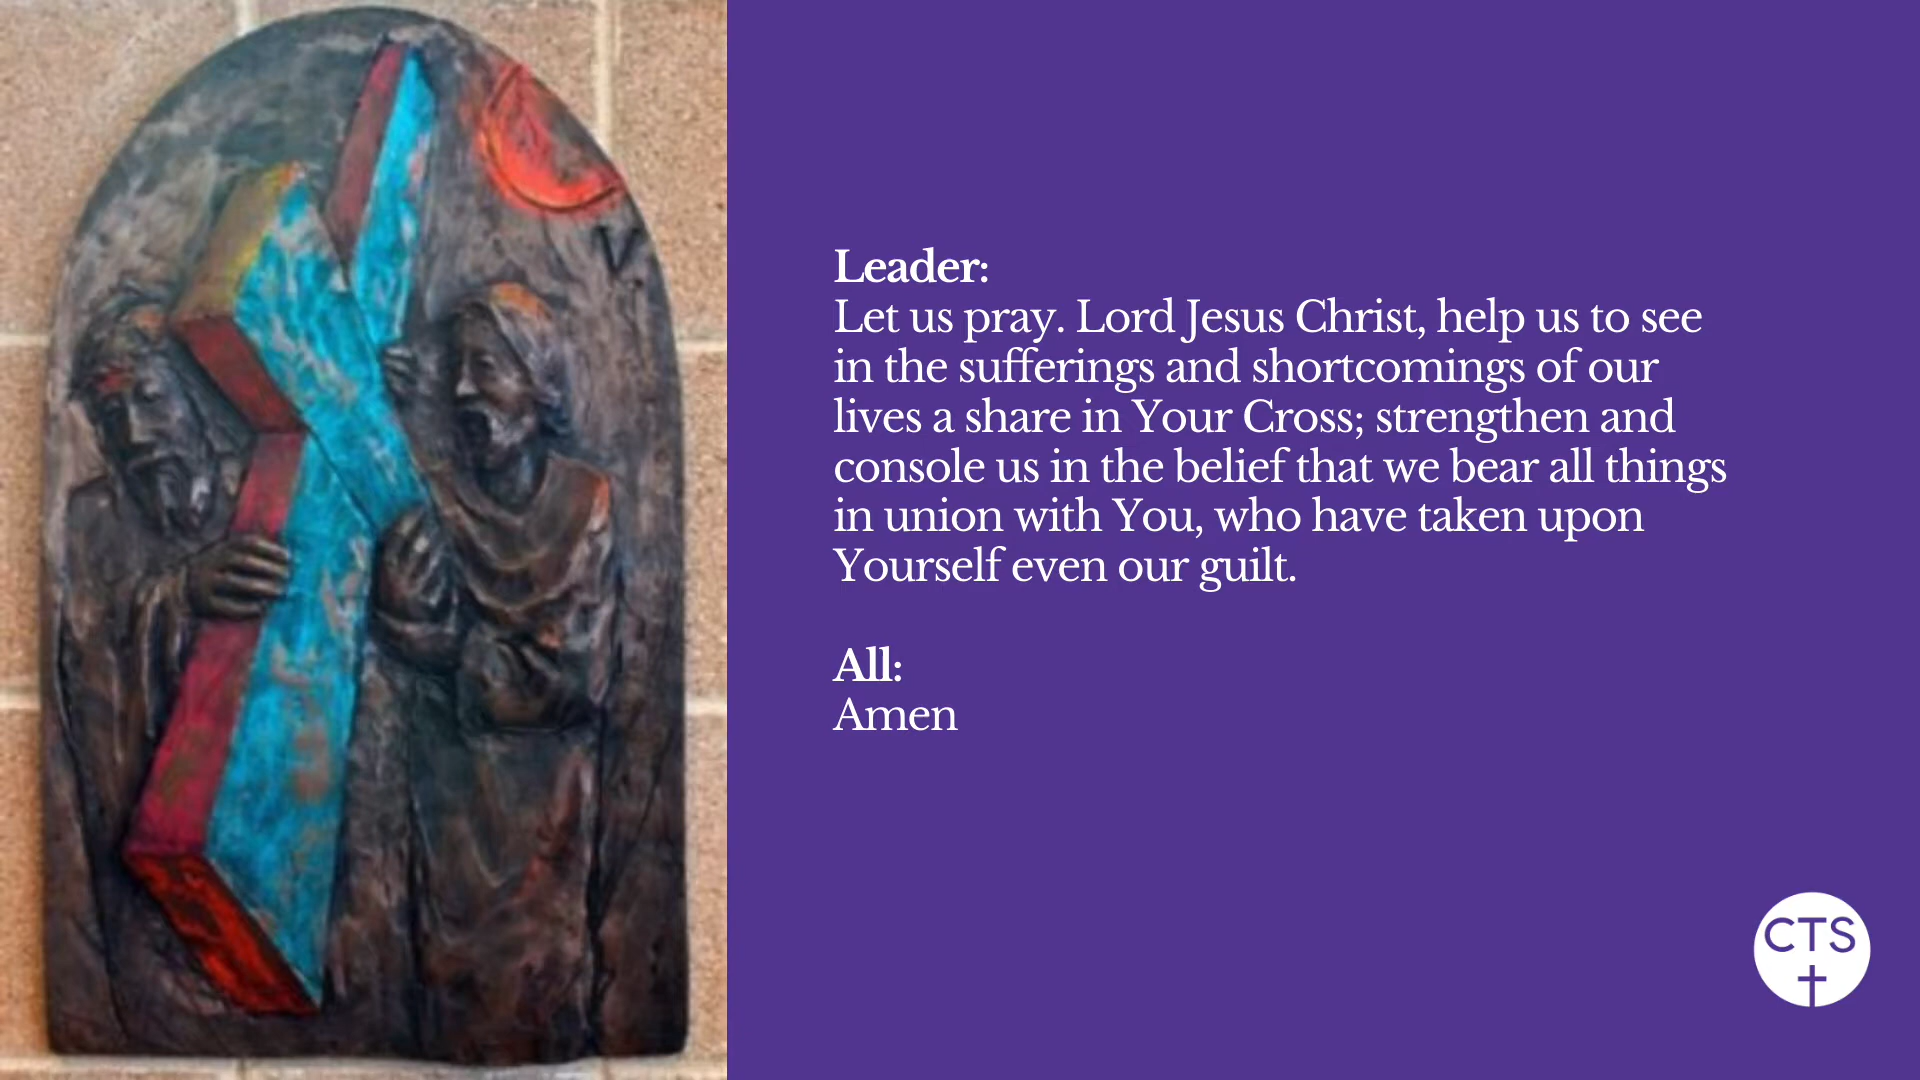 V
Leader:
Let us pray. Lord Jesus Christ, help us to see
in the sufferings and shortcomings of our
lives a share in Your Cross; strengthen and
console us in the belief that we bear all things
in union with You, who have taken upon
Yourself even our guilt.
All:
Amen
CTS